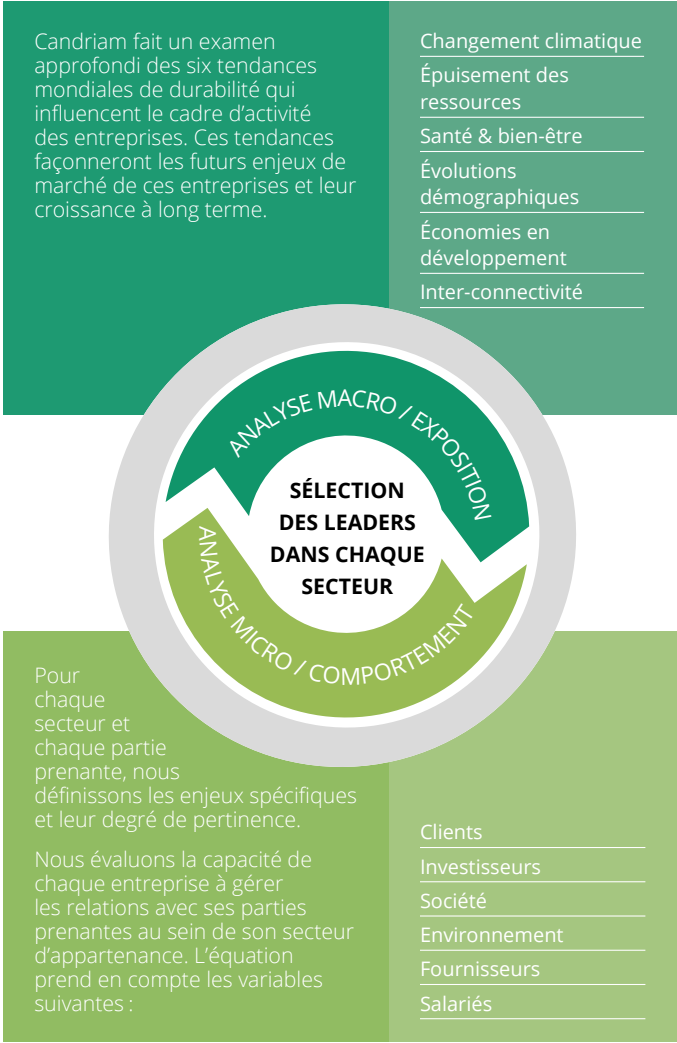 Candriam fait un examen
approfondi des six tendances
mondiales de durabilité qui
influencent le cadre d’activité
des entreprises. Ces tendances
façonneront les futurs enjeux de
marché de ces entreprises et leur
croissance à long terme.
Changement climatique
Épuisement des
ressources
Santé & bien-être
Évolutions
démographiques
Économies en
développement
Inter-connectivité
ANALYSE MACRO / EXPOSITION
SÉLECTION
DES LEADERS
DANS CHAQUE
SECTEUR
ANALYSE MICRO / COMPORTEMENT
Pour
chaque
secteur et
chaque partie
prenante, nous
définissons les enjeux spécifiques
et leur degré de pertinence.
Nous évaluons la capacité de
chaque entreprise à gérer
les relations avec ses parties
prenantes au sein de son secteur
d’appartenance. L’équation
prend en compte les variables
suivantes :
Clients
Investisseurs
Société
Environnement
Fournisseurs
Salariés